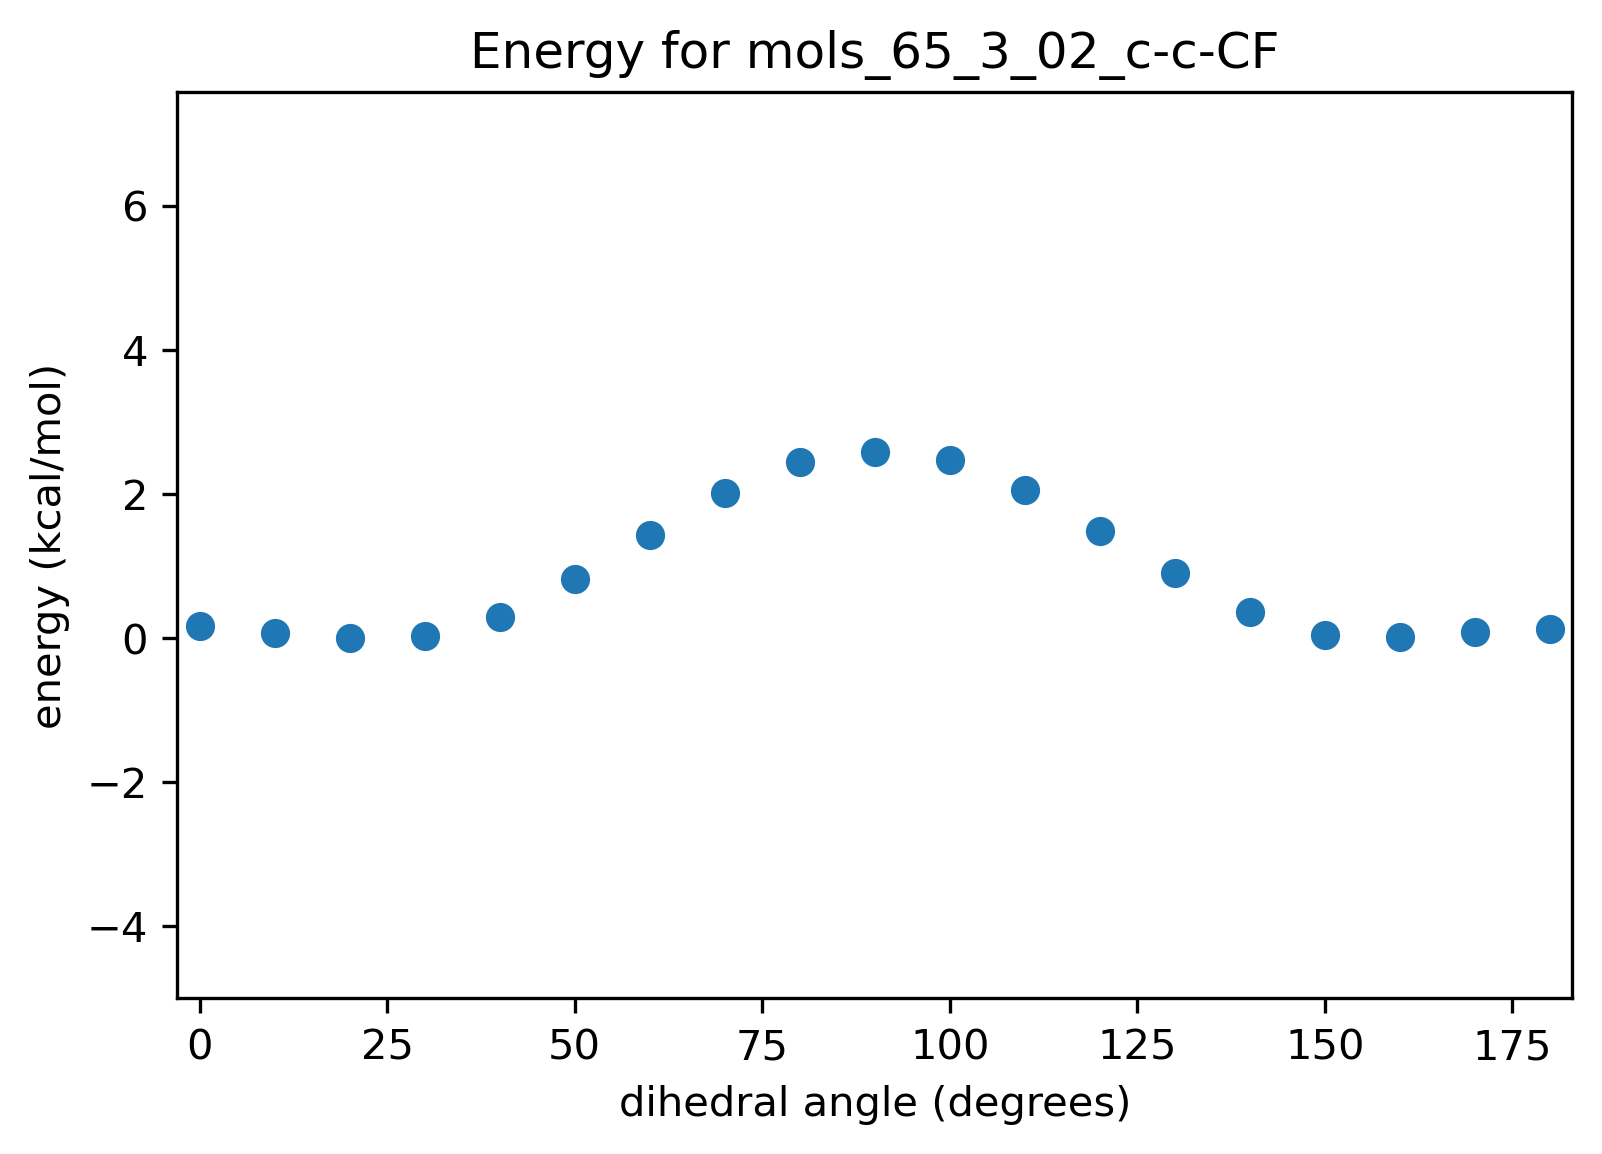 Energy for mols_65_3_02_c-c-CF
6
4
2
0
−2
−4
energy (kcal/mol)
0 25 50 75 100 125 150 175
dihedral angle (degrees)